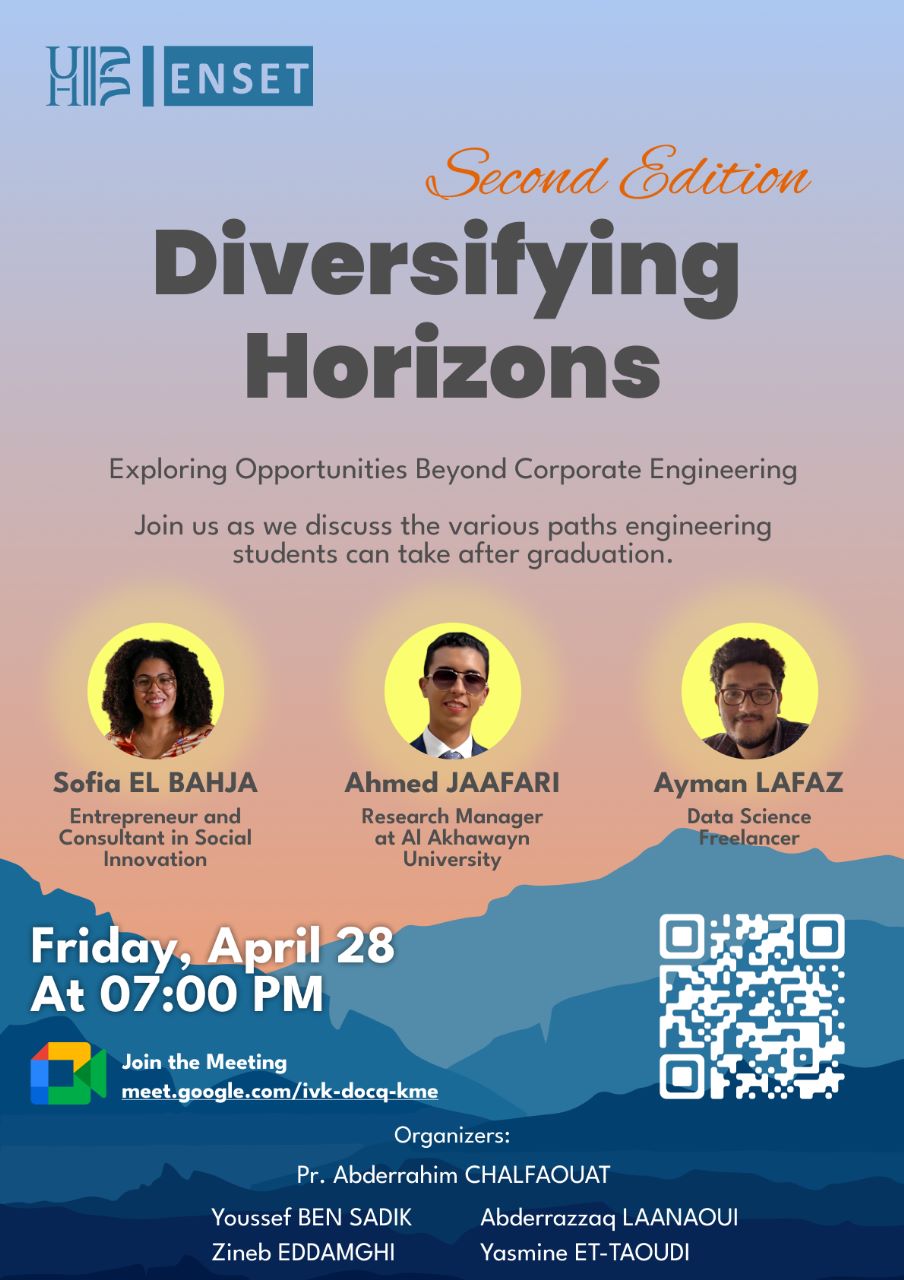 UH2C | ENSET
Second Edition
Diversifying
Horizons
Exploring Opportunities Beyond Corporate Engineering
Join us as we discuss the various paths engineering
students can take after graduation.
Sofia EL BAHJA
Entrepreneur and
Consultant in Social
Innovation
Ahmed JAAFARI
Research Manager
at Al Akhawayn
University
Ayman LAFAZ
Data Science
Freelancer
Friday, April 28
At 07:00 PM
Join the Meeting
meet.google.com/ivk-docq-kme
Organizers:
Pr. Abderrahim CHALFAOUAT
Youssef BEN SADIK
Abderrazzaq LAANAOUI
Zineb EDDAMGHI
Yasmine ET-TAOUDI